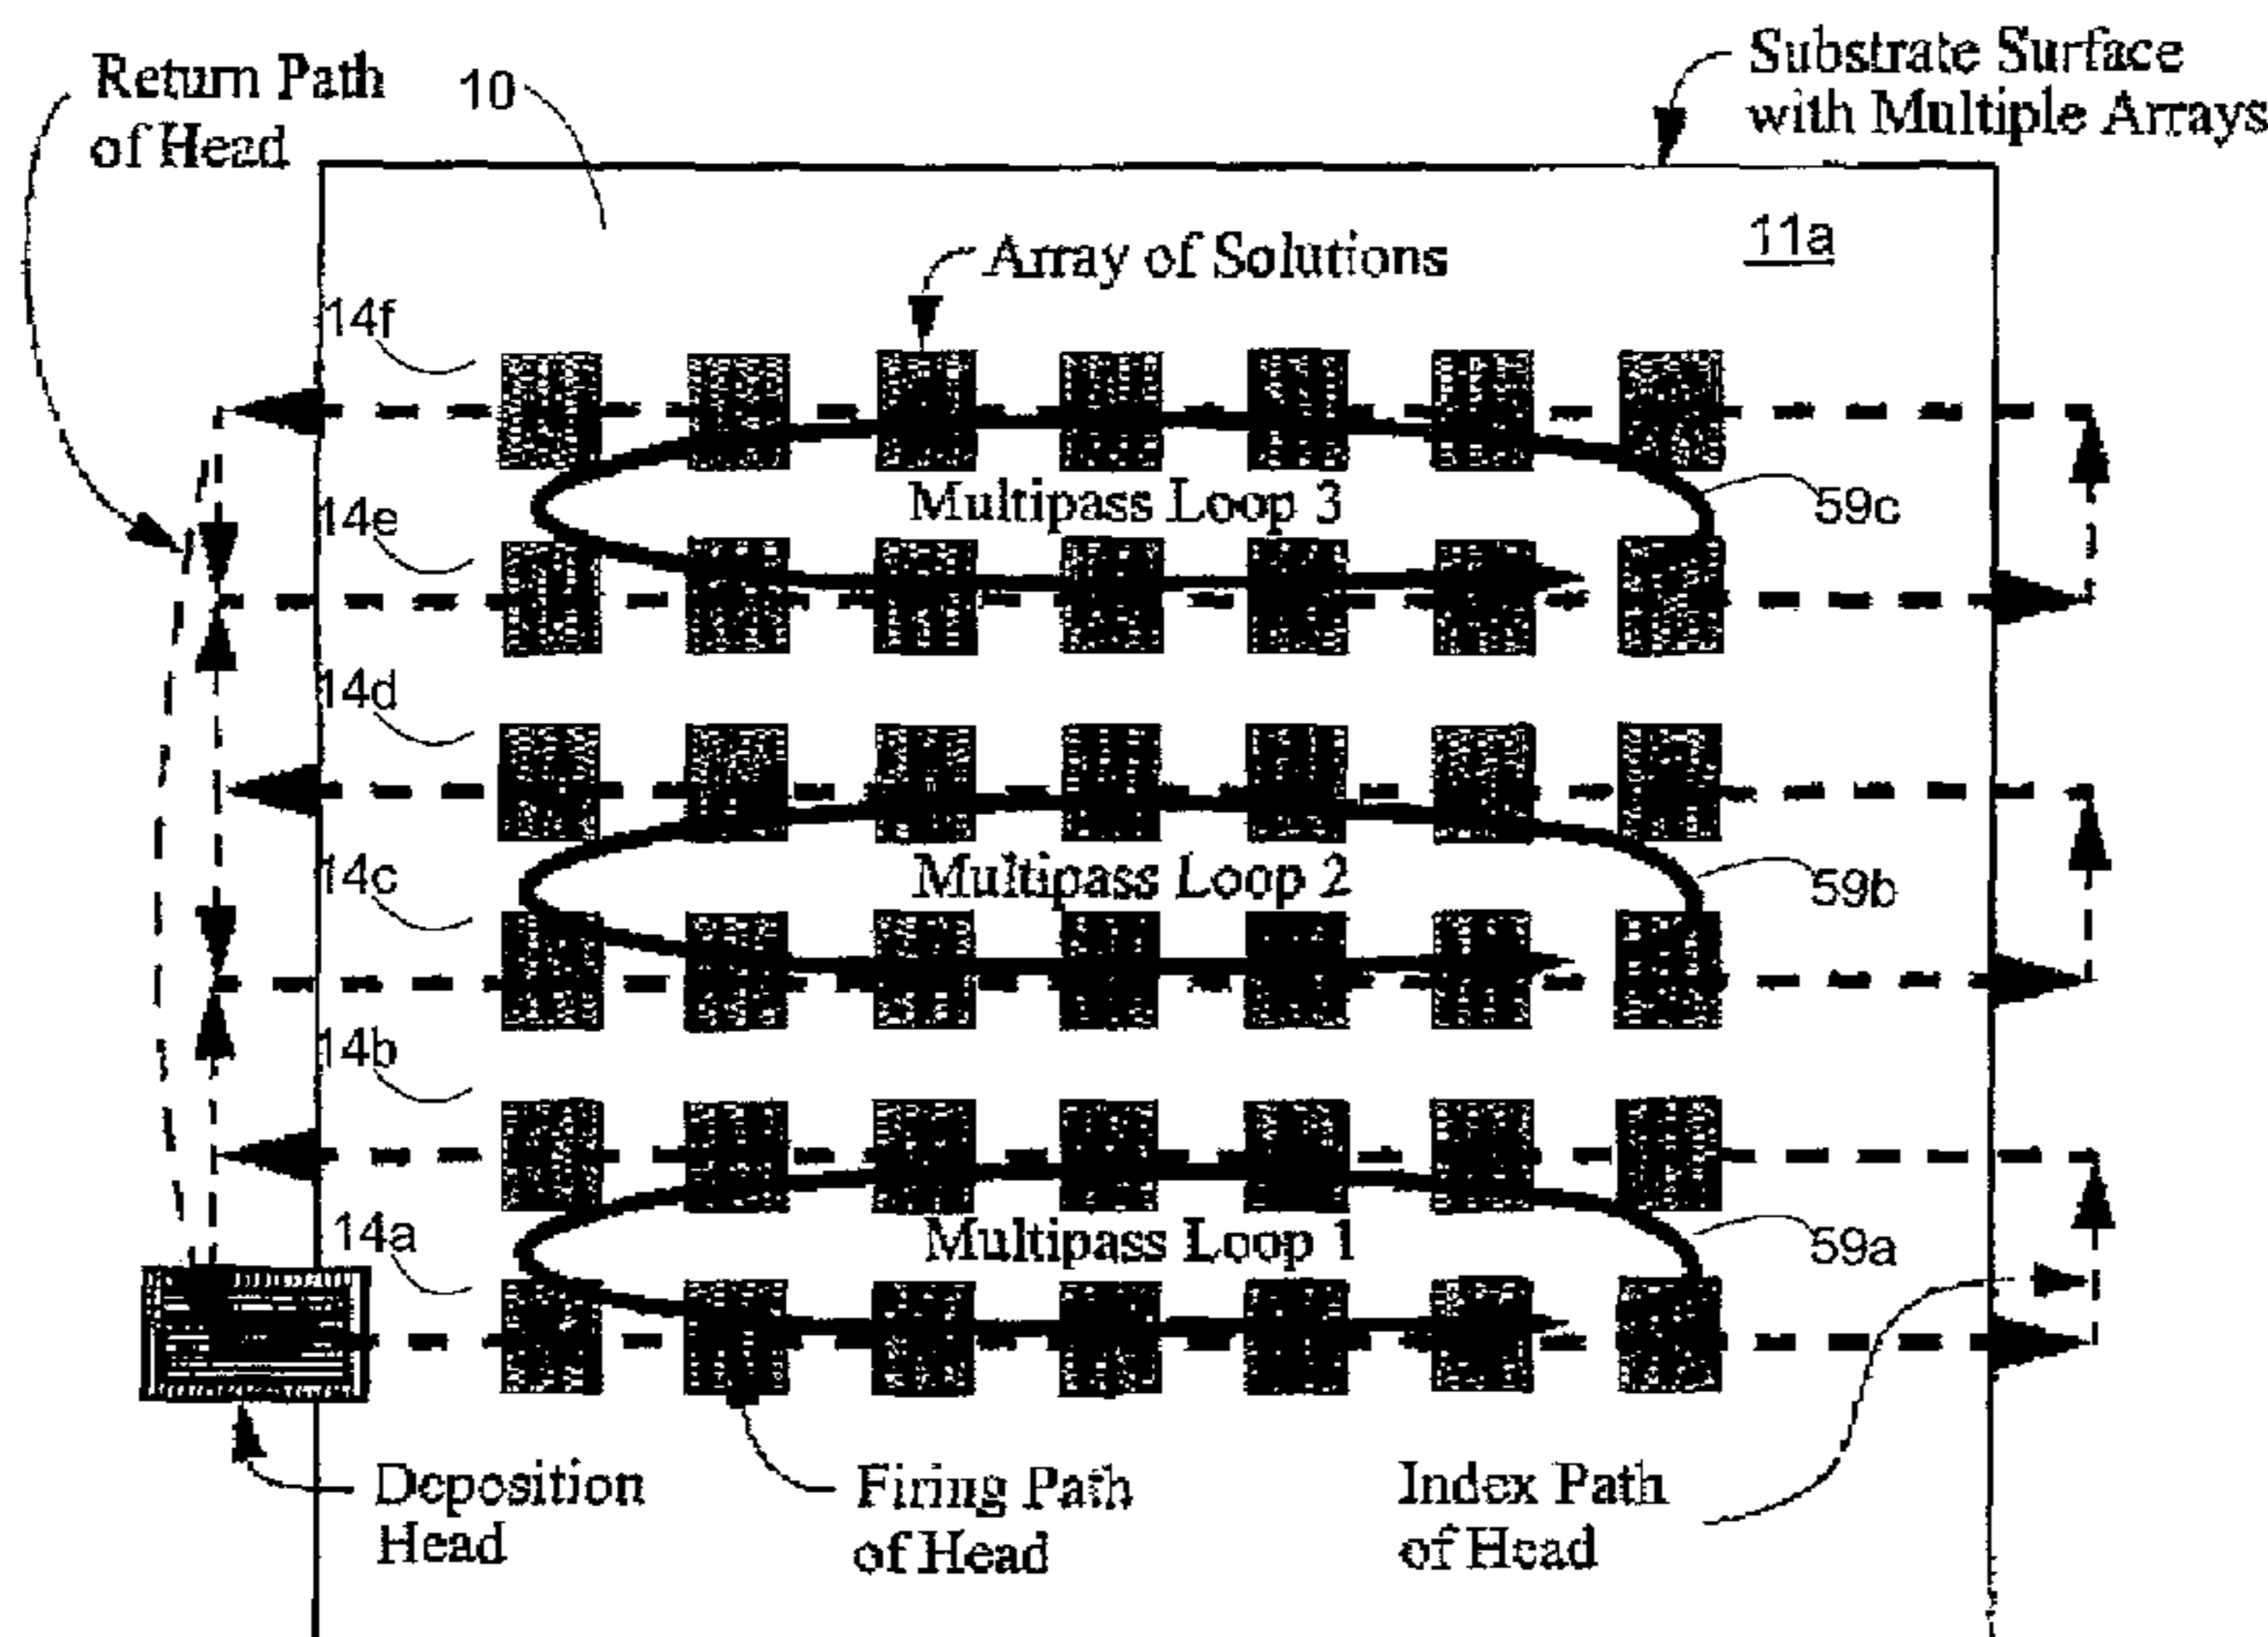 Return Path
of Head
10
Substrate Surface
with Multiple Arrays
11a
Array of Solutions
14f
Multipass Loop 3
59c
14e
14d
14c
Multipass Loop 2
59b
14b
14a
Multipass Loop 1
59a
Deposition
Head
Firing Path
of Head
Index Path
of Head